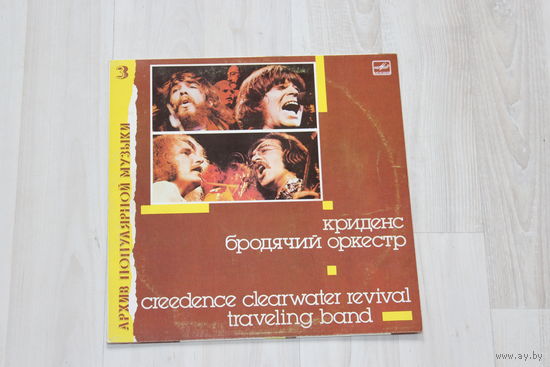 3
АРХИВ ПОПУЛЯРНОЙ МУЗЫКИ
криденс
бродячий оркестр
creedence clearwater revival
traveling band
© www.ay.by